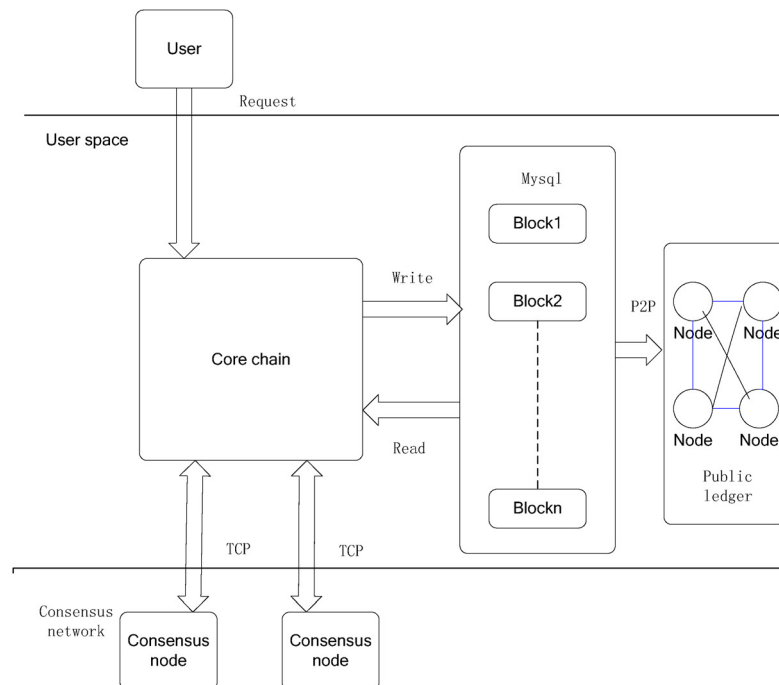 User
Request
User space
Mysql
Block1
Write
Block2
P2P
Node
Node
Core chain
Read
Node
Node
Public
ledger
Blockn
TCP
TCP
Consensus
network
Consensus
node
Consensus
node